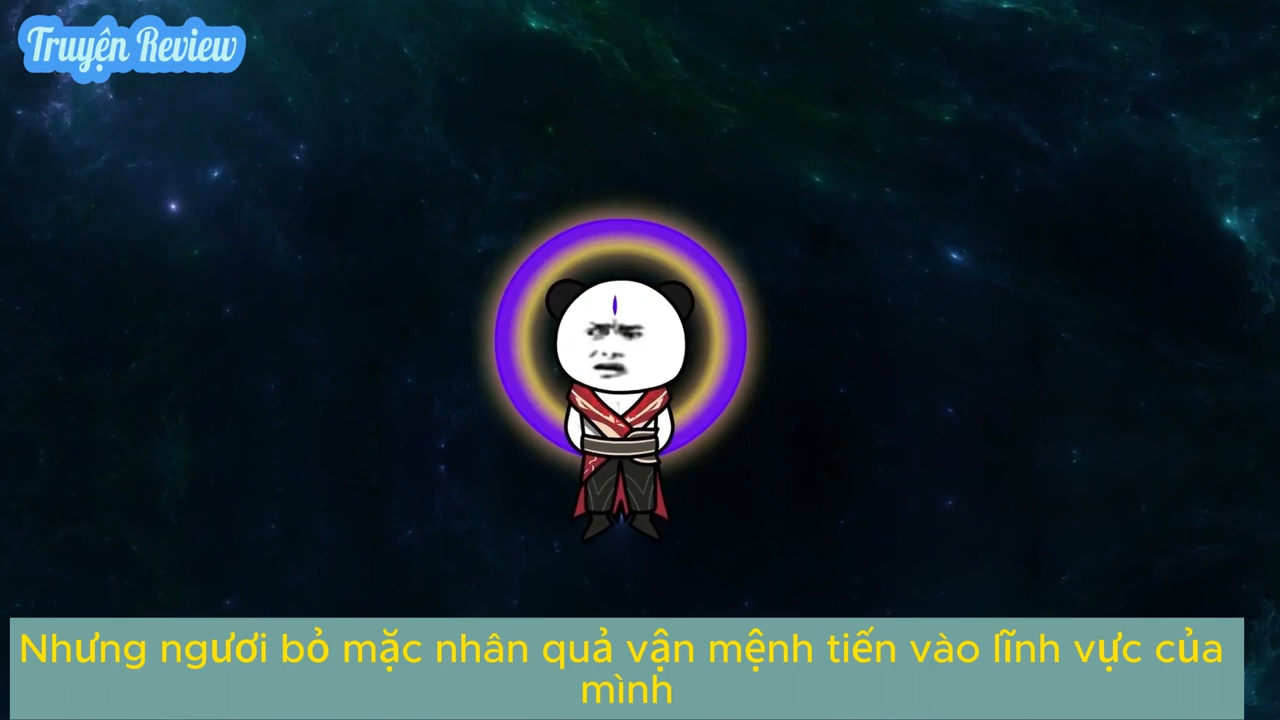 Truyện Review
Nhưng ngươi bỏ mặc nhân quả vận mệnh tiến vào lĩnh vực của
mình